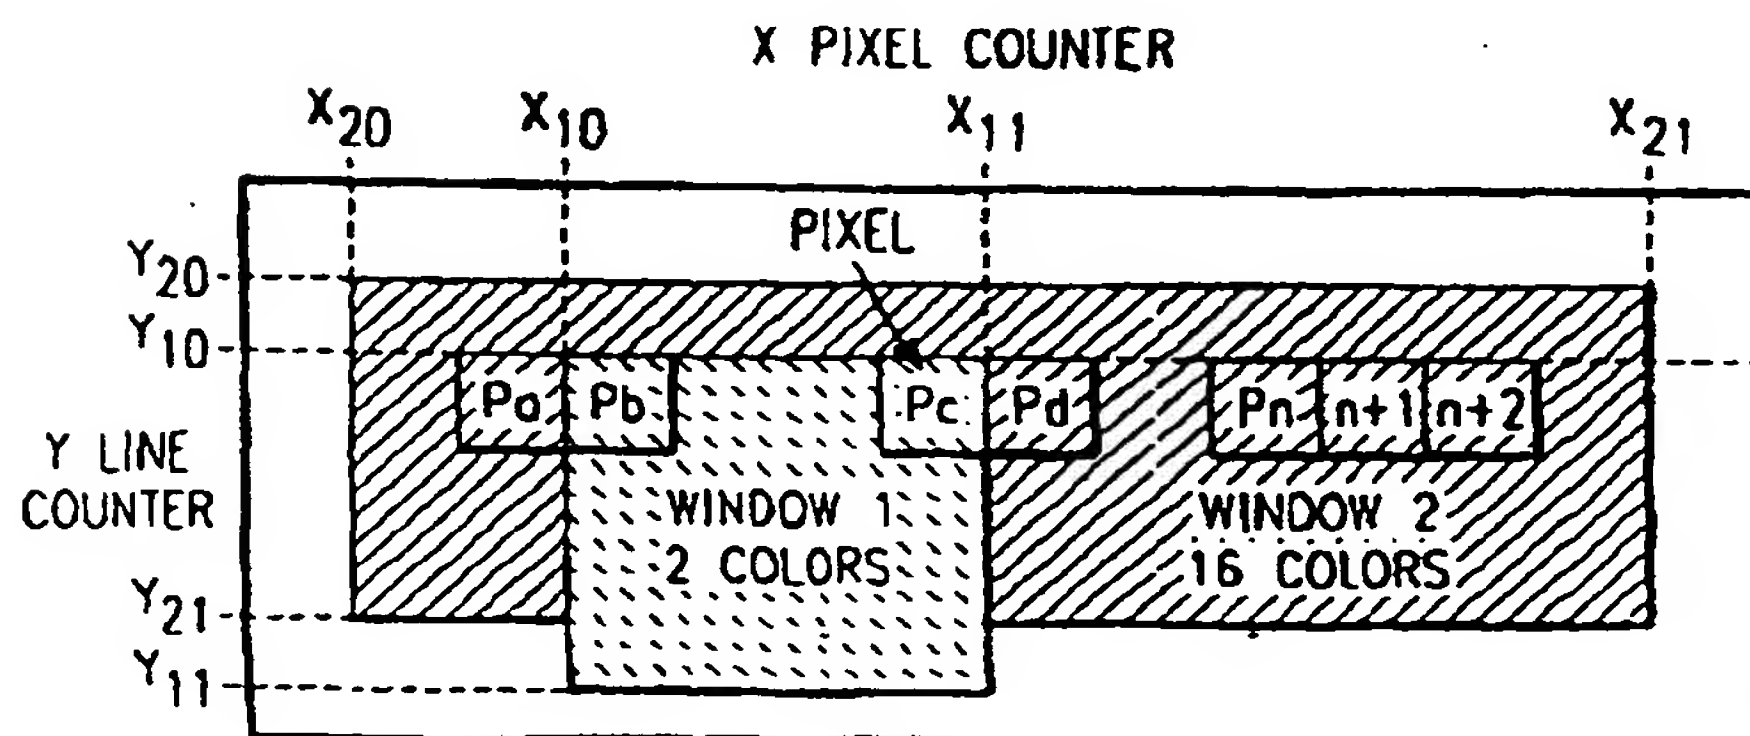 X PIXEL COUNTER
X20 X10 X11 X21
PIXEL
Y20
Y10
Pa Pb Pc Pd Pn n+1 n+2
Y LINE
COUNTER
WINDOW 1
2 COLORS
WINDOW 2
16 COLORS
Y21
Y11